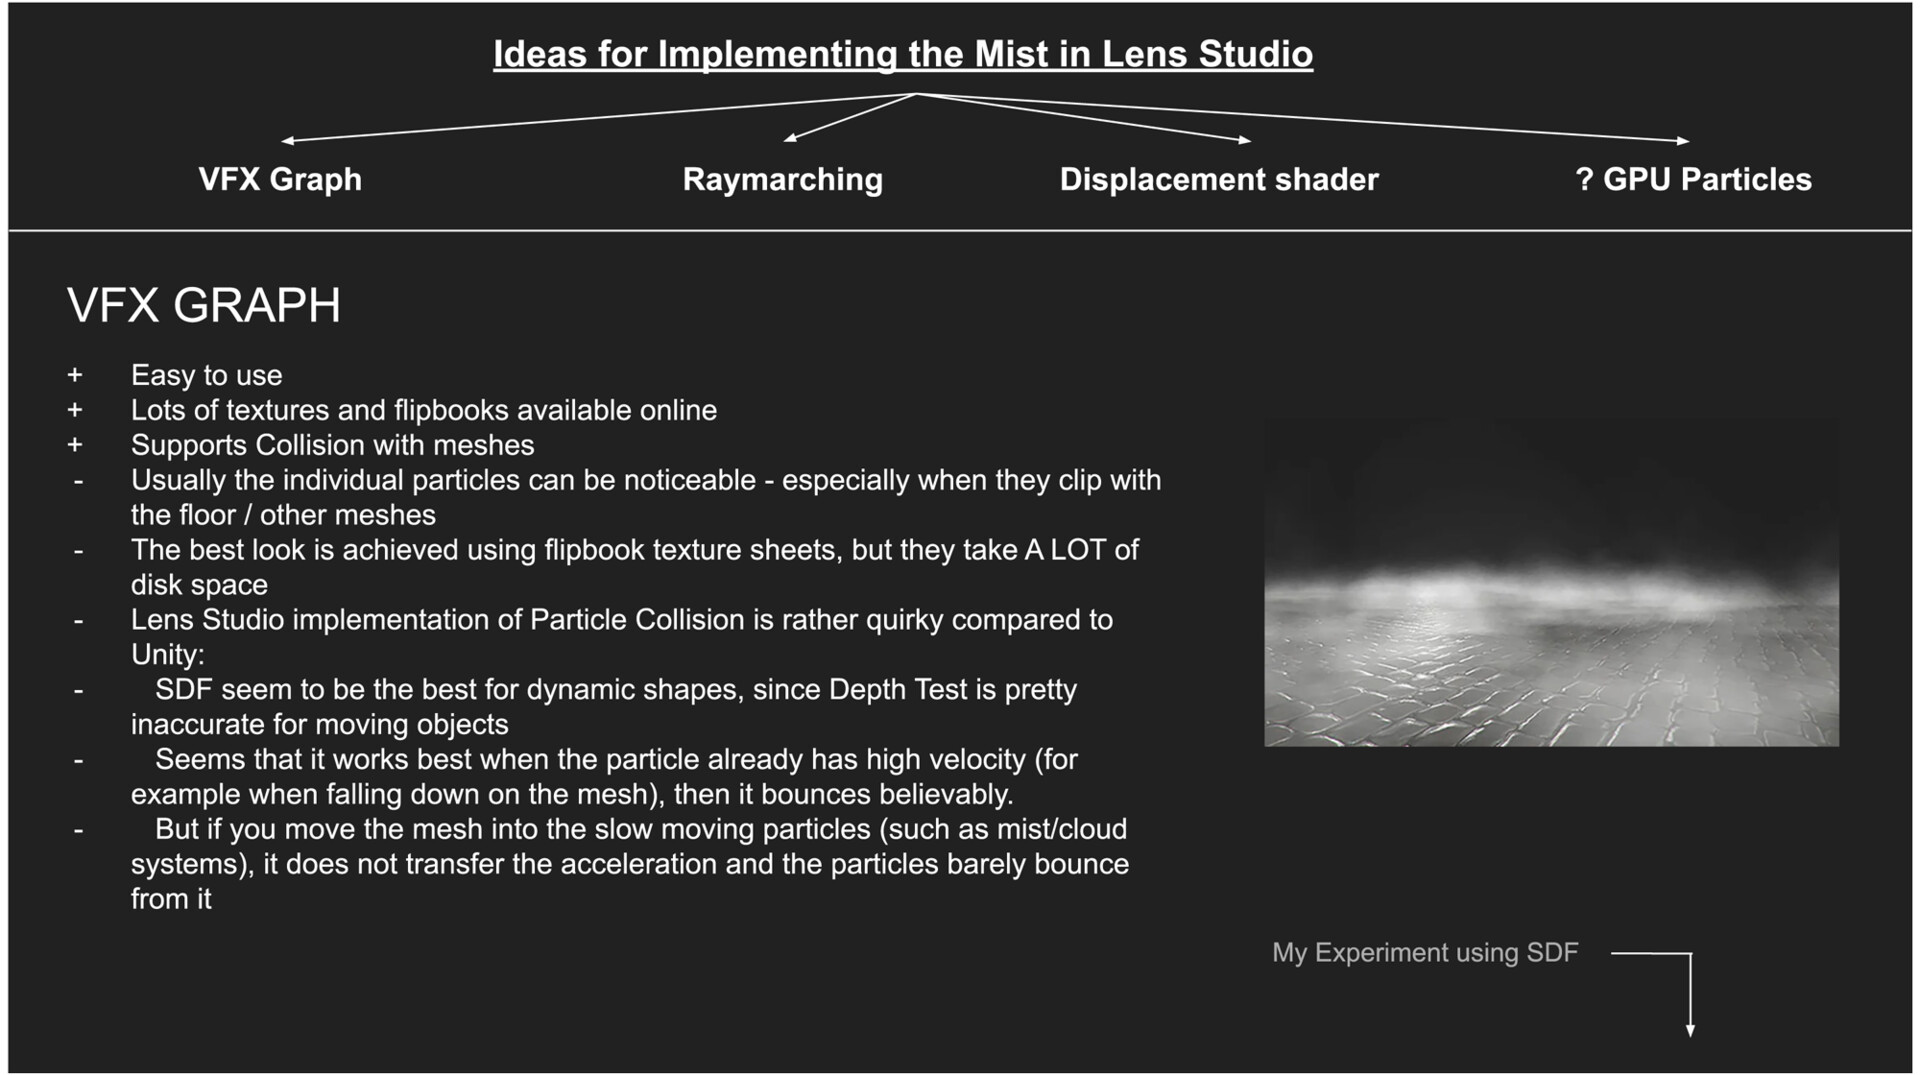 Ideas for Implementing the Mist in Lens Studio
VFX Graph
Raymarching
Displacement shader
? GPU Particles
VFX GRAPH
+ Easy to use
+ Lots of textures and flipbooks available online
+ Supports Collision with meshes
- Usually the individual particles can be noticeable - especially when they clip with
the floor / other meshes
- The best look is achieved using flipbook texture sheets, but they take A LOT of
disk space
- Lens Studio implementation of Particle Collision is rather quirky compared to
Unity:
- SDF seem to be the best for dynamic shapes, since Depth Test is pretty
inaccurate for moving objects
- Seems that it works best when the particle already has high velocity (for
example when falling down on the mesh), then it bounces believably.
- But if you move the mesh into the slow moving particles (such as mist/cloud
systems), it does not transfer the acceleration and the particles barely bounce
from it
My Experiment using SDF